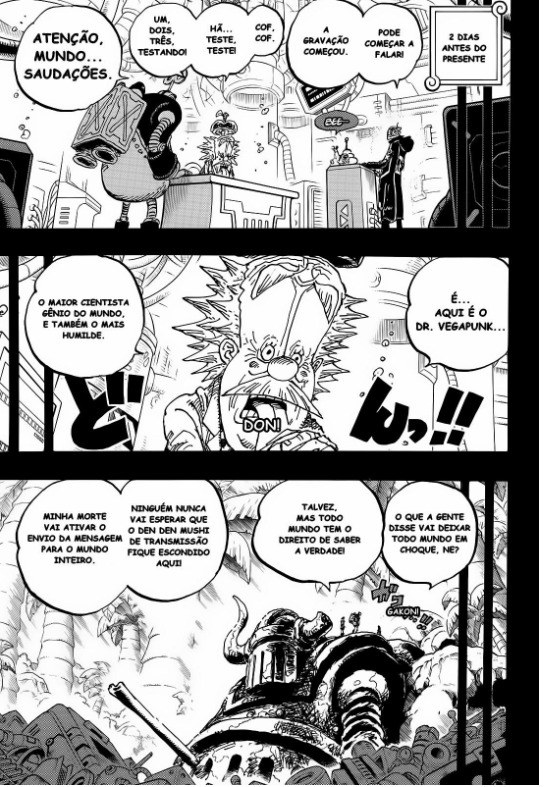 2 DIAS
ANTES DO
PRESENTE
PODE
COMEÇAR A
FALAR!
A
GRAVAÇÃO
COMEÇOU.
BEE—
COF,
COF.
HÃ...
TESTE,
TESTE!
UM,
DOIS,
TRÊS,
TESTANDO!
ATENÇÃO,
MUNDO...
SAUDAÇÕES.
É...
AQUI É O
DR. VEGAPUNK...
O MAIOR CIENTISTA
GÊNIO DO MUNDO,
E TAMBÉM O MAIS
HUMILDE.
DON!
ドンっ!!
O QUE A GENTE
DISSE VAI DEIXAR
TODO MUNDO EM
CHOQUE, NE?
TALVEZ,
MAS TODO
MUNDO TEM O
DIREITO DE SABER
A VERDADE!
NINGUÉM NUNCA
VAI ESPERAR QUE
O DEN DEN MUSHI
DE TRANSMISSÃO
FIQUE ESCONDIDO
AQUI!
MINHA MORTE
VAI ATIVAR O
ENVIO DA MENSAGEM
PARA O MUNDO
INTEIRO.
GAKON!